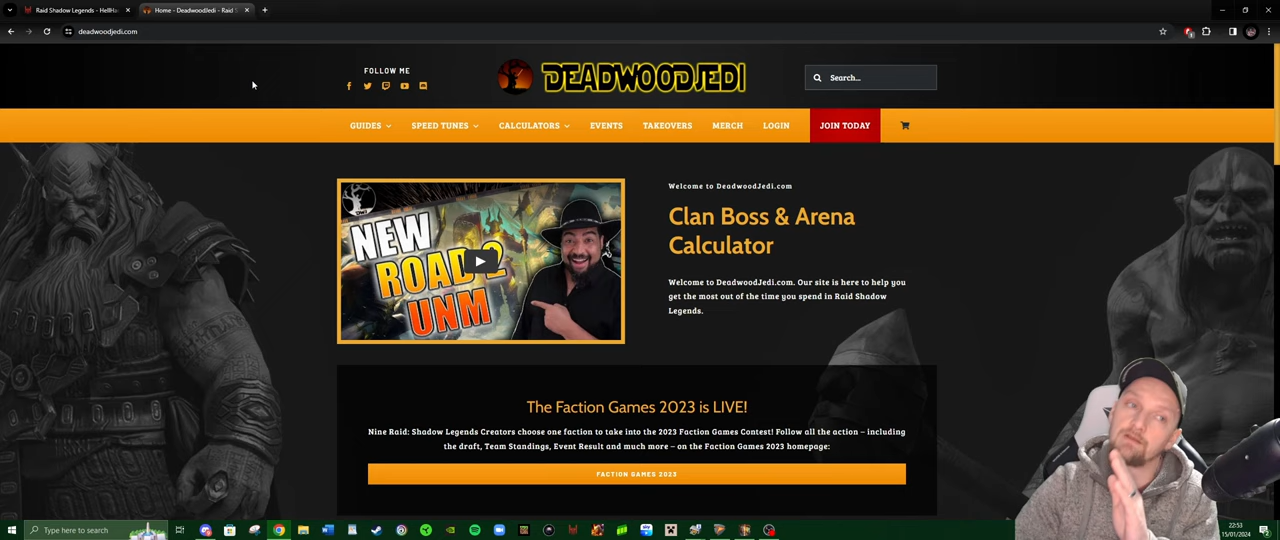 Raid Shadow Legends - HellHa
Home - DeadwoodJedi - Raid S
deadwoodjedi.com
FOLLOW ME
DEADWOODJEDI
Search...
GUIDES
SPEED TUNES
CALCULATORS
EVENTS
TAKEOVERS
MERCH
LOGIN
JOIN TODAY
NEW
ROAD 2
UNM
Welcome to DeadwoodJedi.com
Clan Boss & Arena
Calculator
Welcome to DeadwoodJedi.com. Our site is here to help you
get the most out of the time you spend in Raid Shadow
Legends.
The Faction Games 2023 is LIVE!
Nine Raid: Shadow Legends Creators choose one faction to take into the 2023 Faction Games Contest! Follow all the action – including
the draft, Team Standings, Event Result and much more – on the Faction Games 2023 homepage:
FACTION GAMES 2023
Type here to search
22:53
15/01/2024